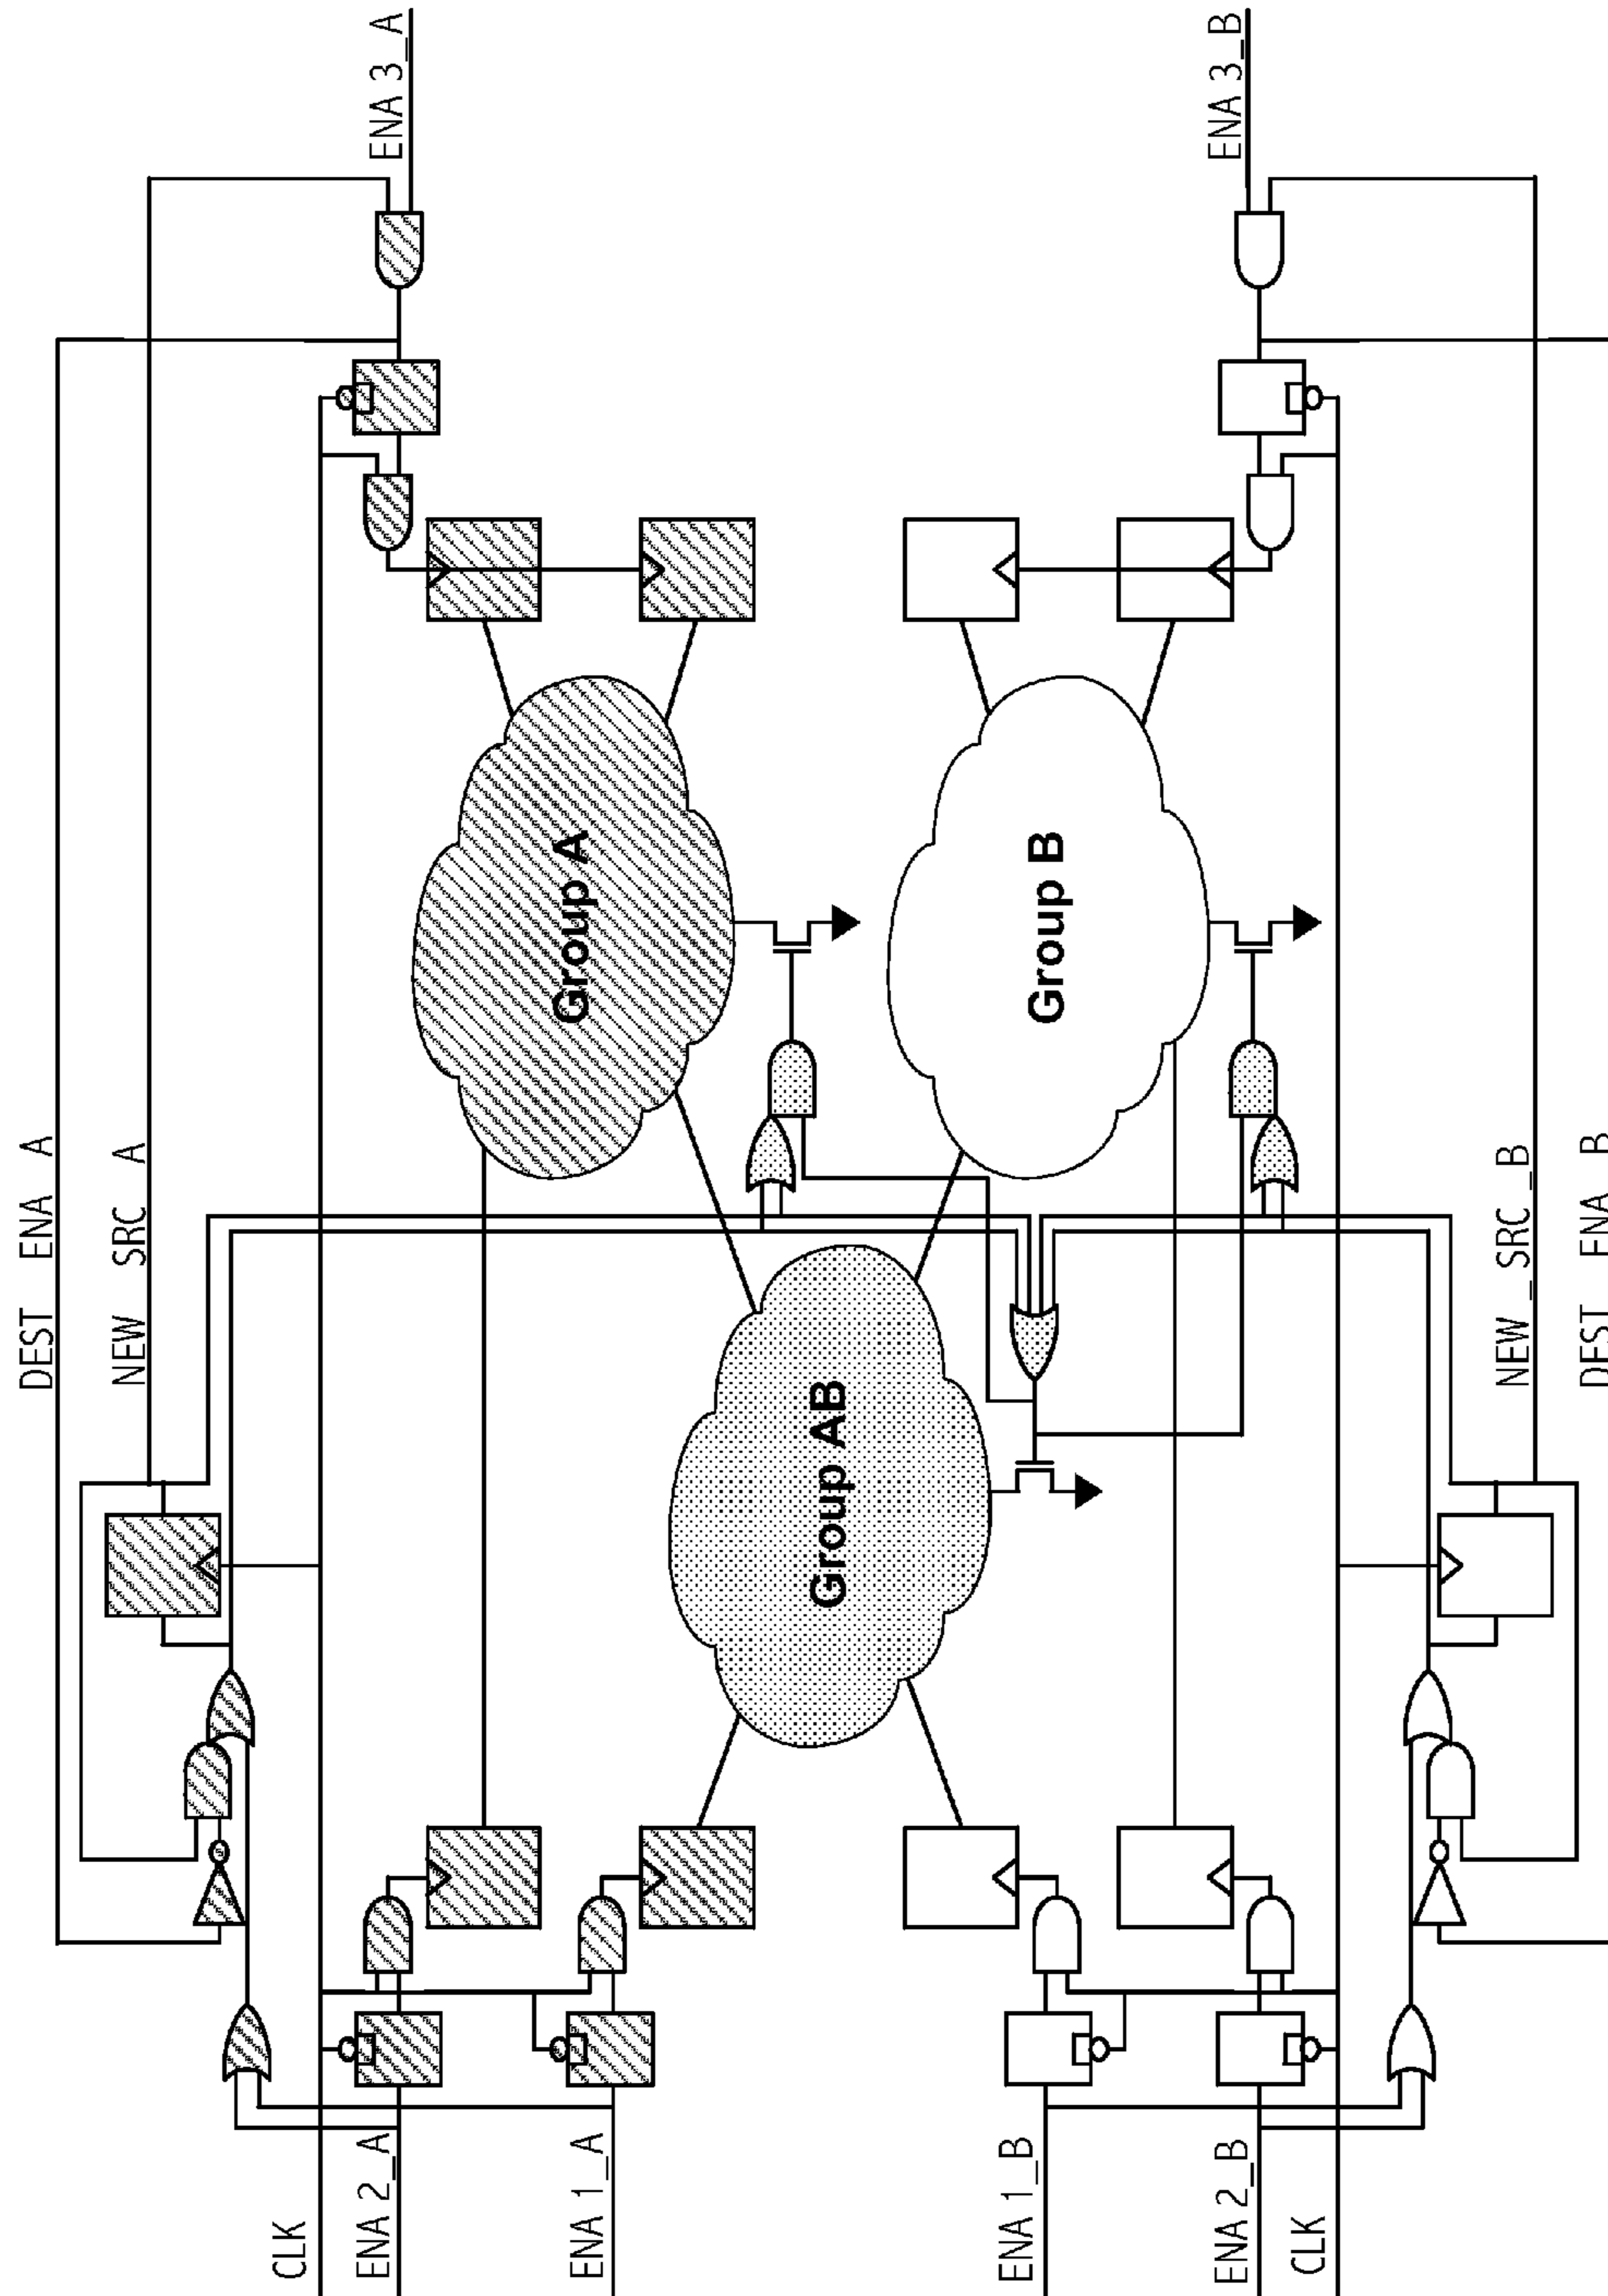 DEST_ENA_A
NEW_SRC_A
CLK
ENA 2_A
ENA 1_A
ENA 3_A
Group A
Group AB
Group B
ENA 1_B
ENA 2_B
CLK
ENA 3_B
NEW_SRC_B
DEST_ENA_B